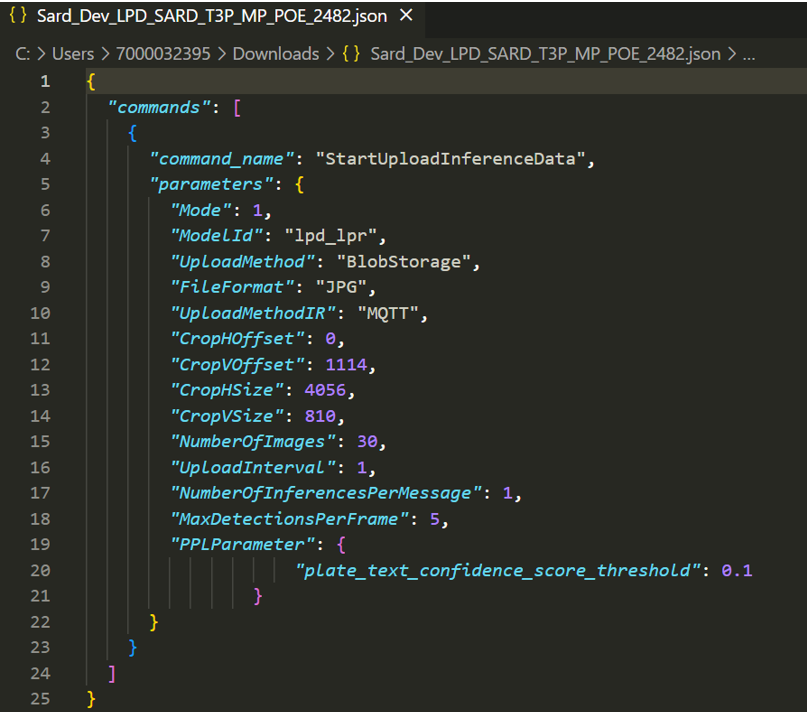 { } Sard_Dev_LPD_SARD_T3P_MP_POE_2482.json ×
C: > Users > 7000032395 > Downloads > { } Sard_Dev_LPD_SARD_T3P_MP_POE_2482.json > ...
1 {
2 "commands": [
3 {
4 "command_name": "StartUploadInferenceData",
5 "parameters": {
6 "Mode": 1,
7 "ModelId": "lpd_lpr",
8 "UploadMethod": "BlobStorage",
9 "FileFormat": "JPG",
10 "UploadMethodIR": "MQTT",
11 "CropHOffset": 0,
12 "CropVOffset": 1114,
13 "CropHSize": 4056,
14 "CropVSize": 810,
15 "NumberOfImages": 30,
16 "UploadInterval": 1,
17 "NumberOfInferencesPerMessage": 1,
18 "MaxDetectionsPerFrame": 5,
19 "PPLParameter": {
20 "plate_text_confidence_score_threshold": 0.1
21 }
22 }
23 }
24 ]
25 }